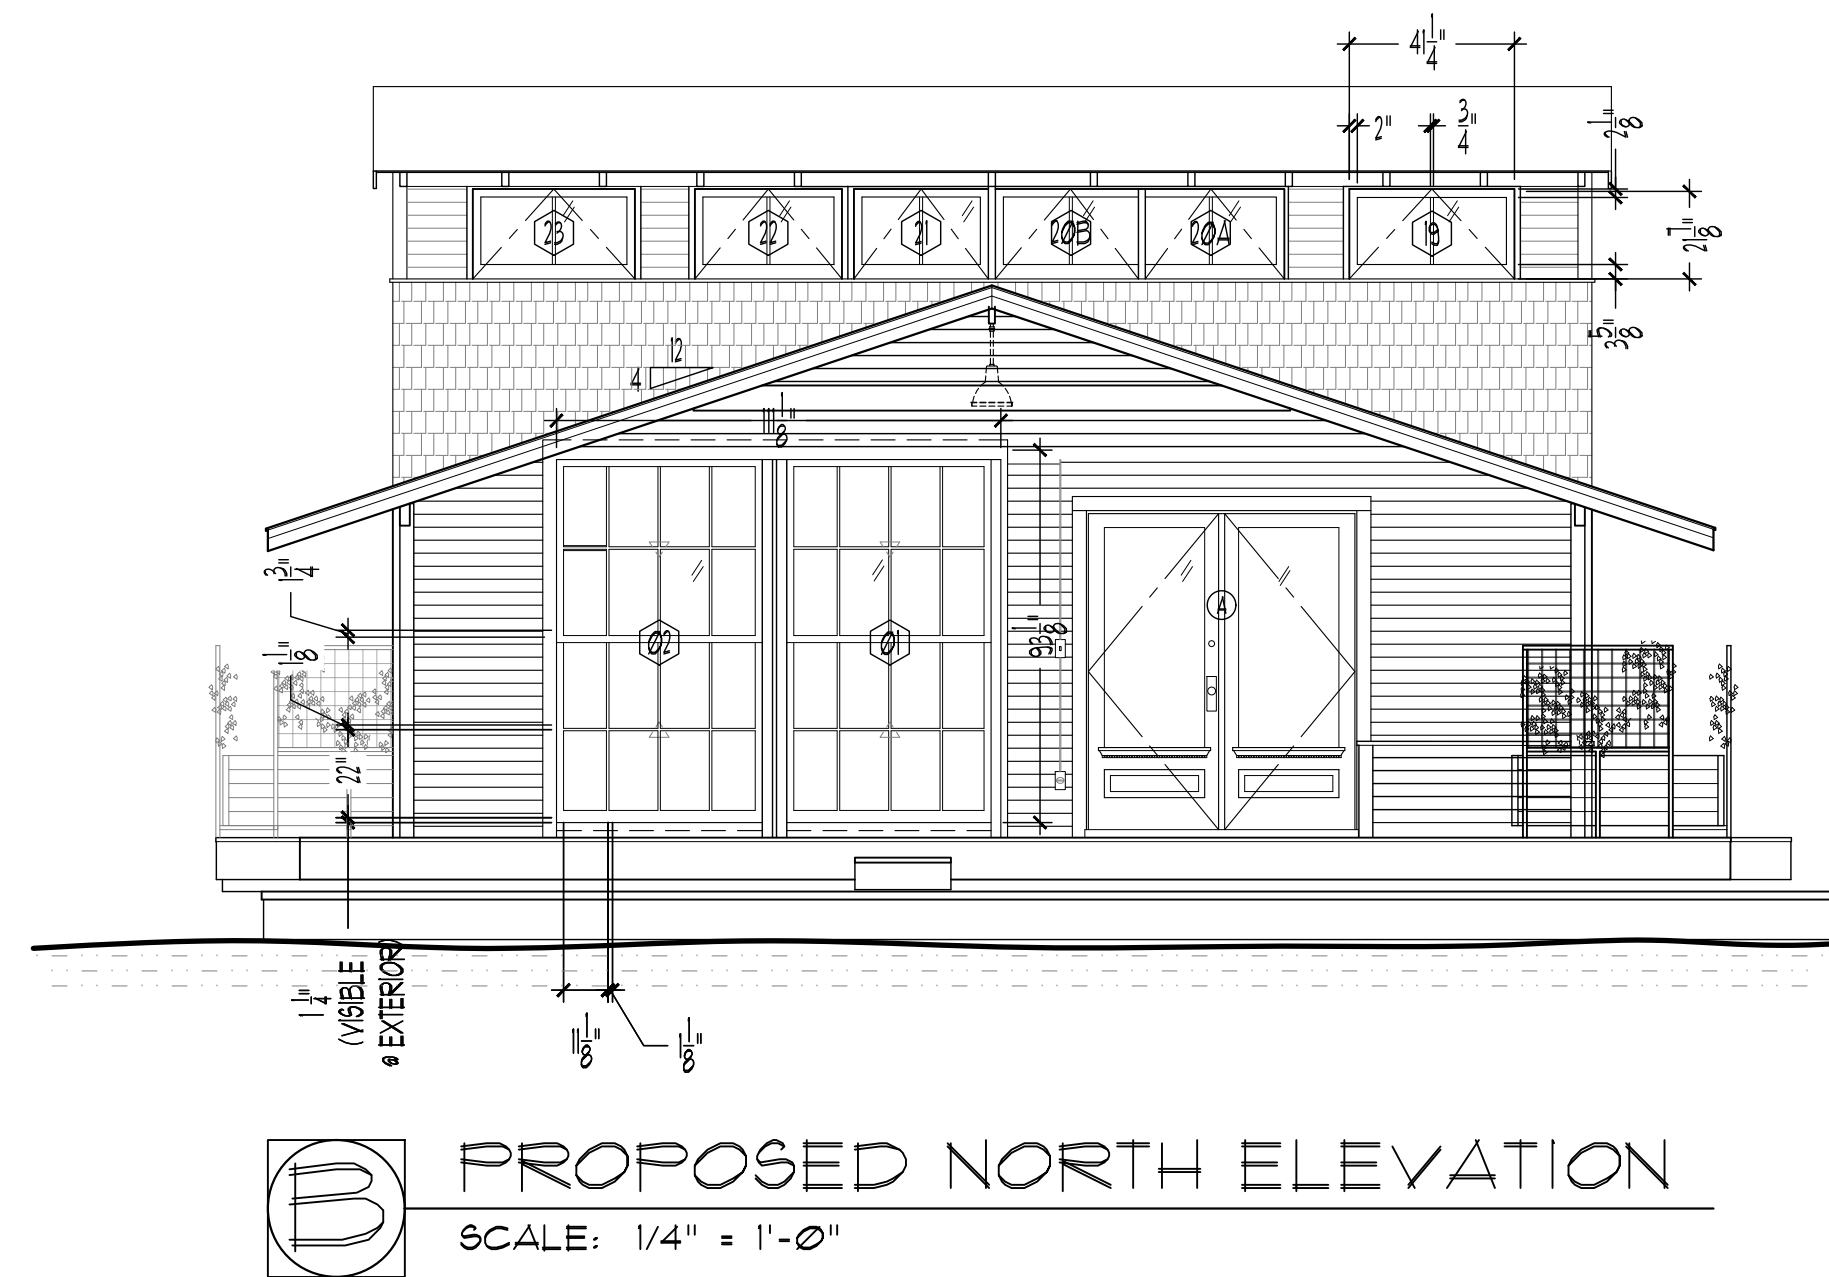 41 1/4"
2" 3/4"
1/8"
2
23 22 21 20B 20A 19
21 7/8"
3 5/8"
12
4
111 1/8"
1 3/4"
A
02 01
93 1/8"
1 1/8"
22"
1 1/4"
(VISIBLE
@ EXTERIOR)
11 1/8" 1 1/8"
B
PROPOSED NORTH ELEVATION
SCALE: 1/4" = 1'-0"